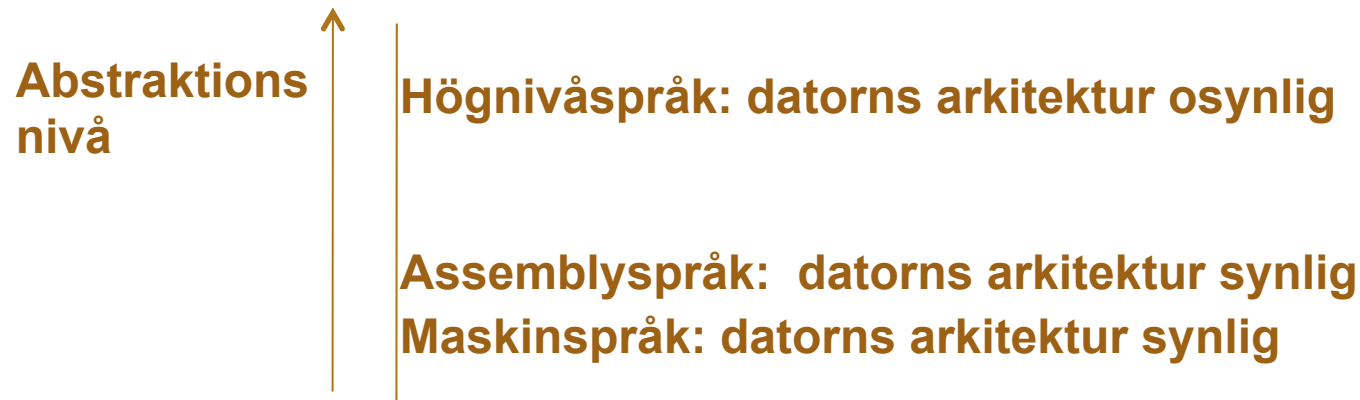 Abstraktions
nivå
Högnivåspråk: datorns arkitektur osynlig
Assemblyspråk: datorns arkitektur synlig
Maskinspråk: datorns arkitektur synlig